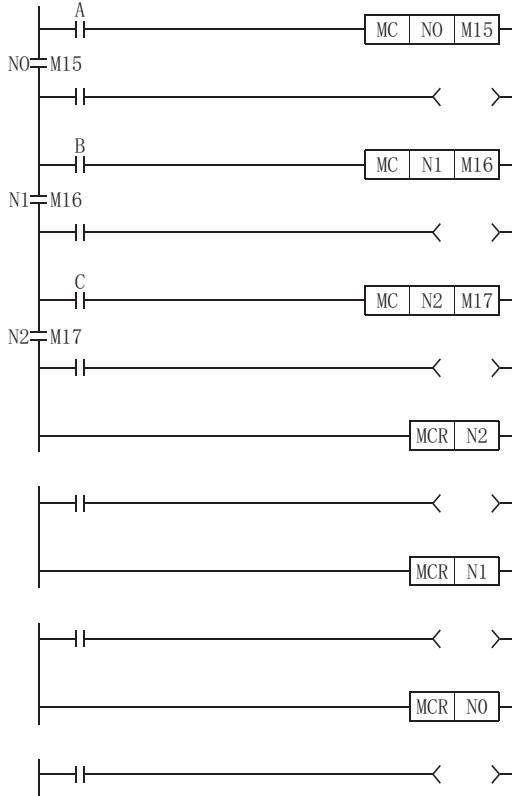 A
MC N0 M15
N0 M15
B
MC N1 M16
N1 M16
C
MC N2 M17
N2 M17
MCR N2
MCR N1
MCR N0